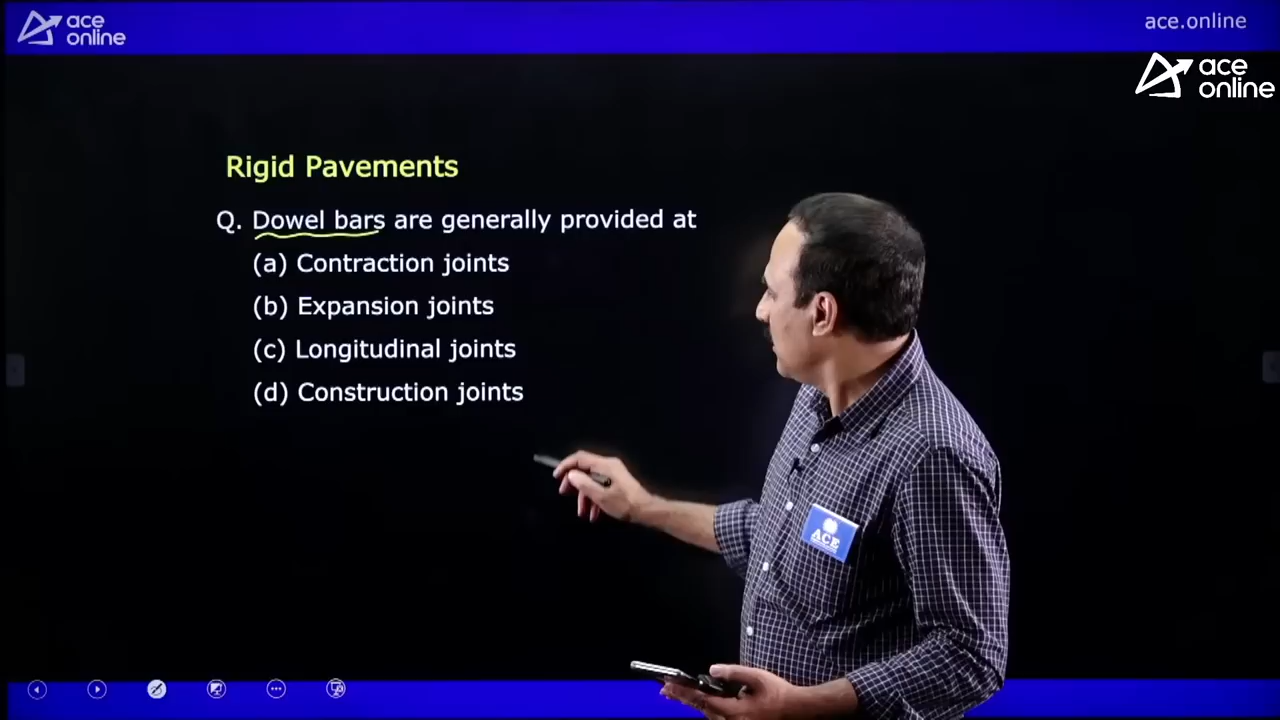 ace
online
ace.online
ace
online
Rigid Pavements
Q. Dowel bars are generally provided at
(a) Contraction joints
(b) Expansion joints
(c) Longitudinal joints
(d) Construction joints
ACE